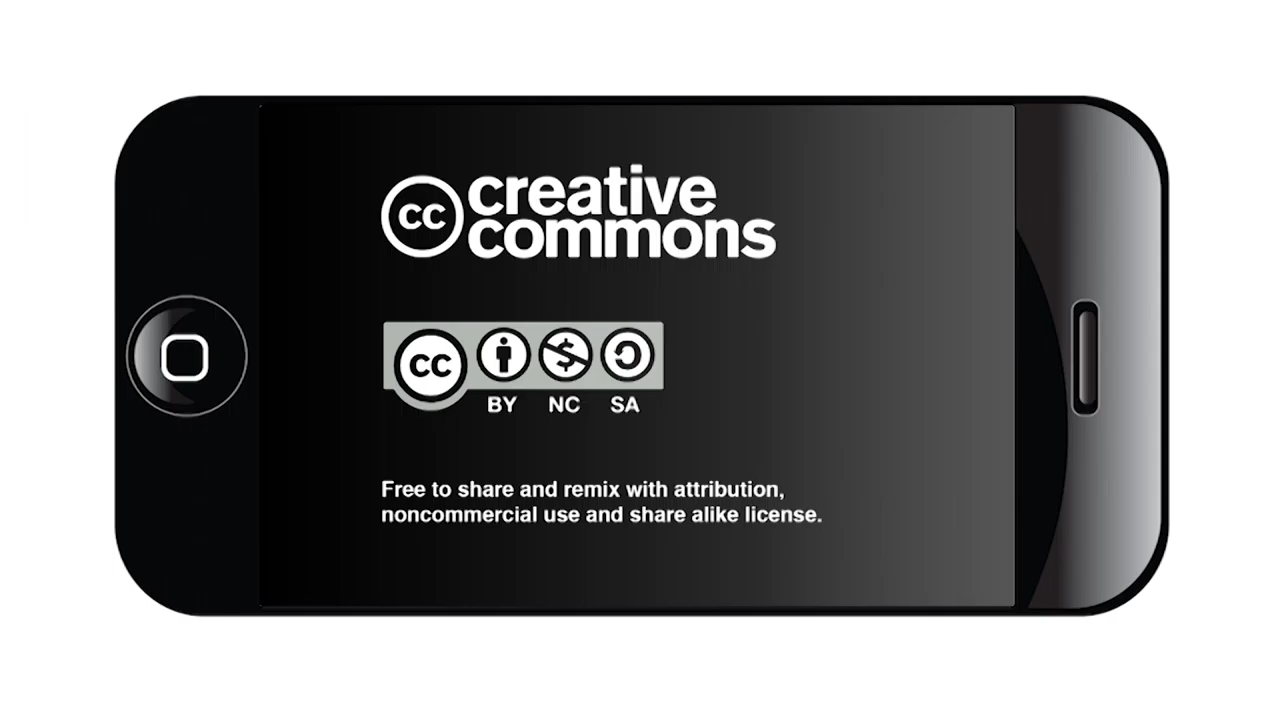 cc creative
commons
cc
BY NC SA
Free to share and remix with attribution,
noncommercial use and share alike license.